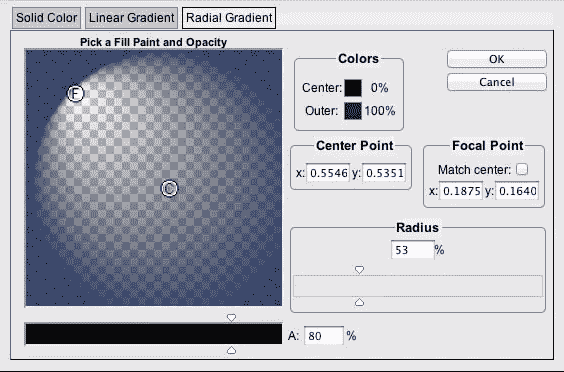 Solid Color Linear Gradient Radial Gradient
Pick a Fill Paint and Opacity
F
C
A: 80 %
Colors
Center: 0%
Outer: 100%
OK
Cancel
Center Point
x: 0.5546 y: 0.5351
Focal Point
Match center:
x: 0.1875 y: 0.1640
Radius
53 %